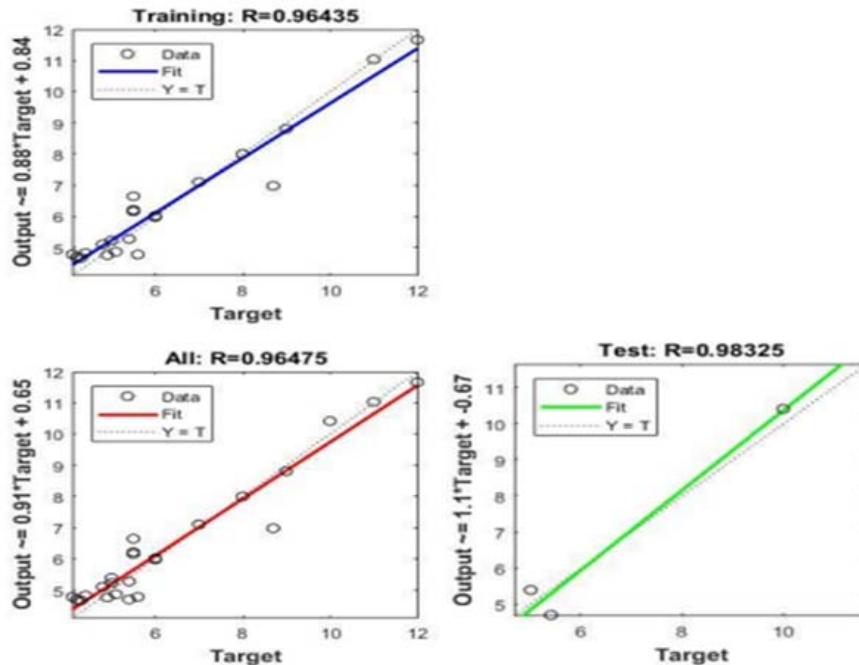 Training: R=0.96435
Output ~= 0.88*Target + 0.84
12
11
10
9
8
7
6
5
Data
Fit
Y = T
6 8 10 12
Target
All: R=0.96475
Output ~= 0.91*Target + 0.65
12
11
10
9
8
7
6
5
Data
Fit
Y = T
6 8 10 12
Target
Test: R=0.98325
Output ~= 1.1*Target + -0.67
11
10
9
8
7
6
5
Data
Fit
Y = T
6 8 10
Target